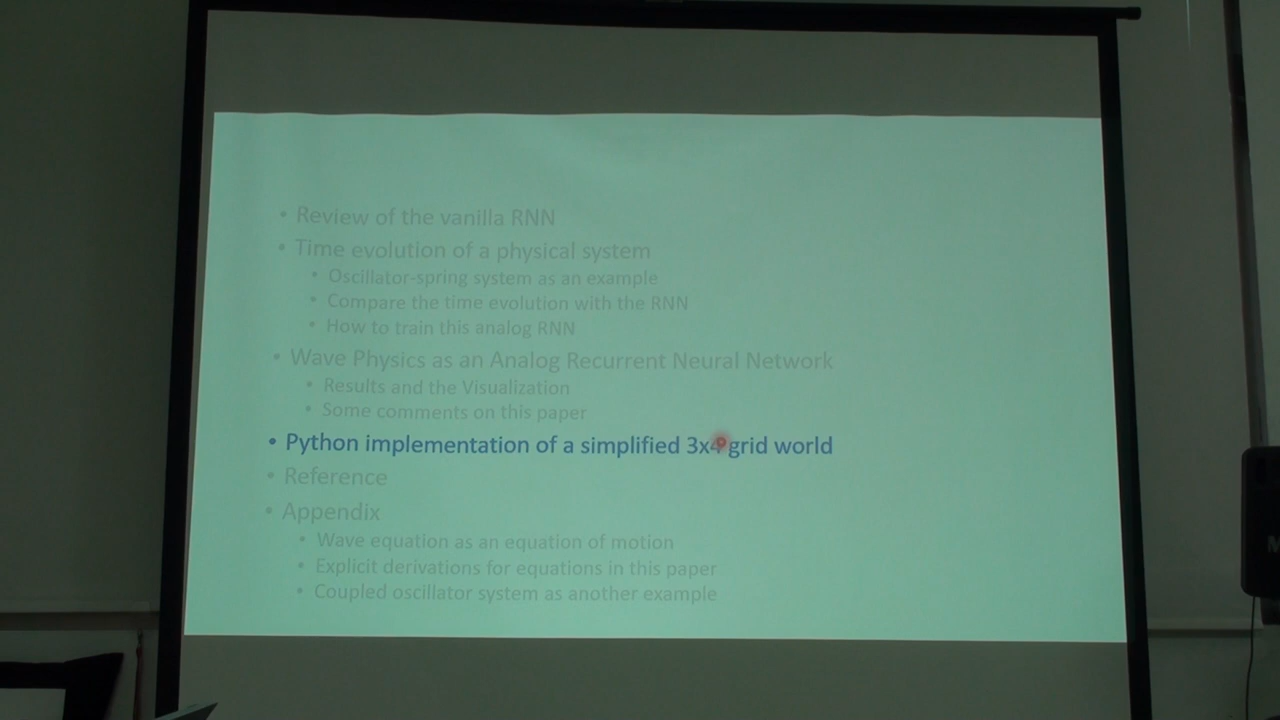 • Review of the vanilla RNN
• Time evolution of a physical system
• Oscillator-spring system as an example
• Compare the time evolution with the RNN
• How to train this analog RNN
• Wave Physics as an Analog Recurrent Neural Network
• Results and the Visualization
• Some comments on this paper
• Python implementation of a simplified 3x4 grid world
• Reference
• Appendix
• Wave equation as an equation of motion
• Explicit derivations for equations in this paper
• Coupled oscillator system as another example